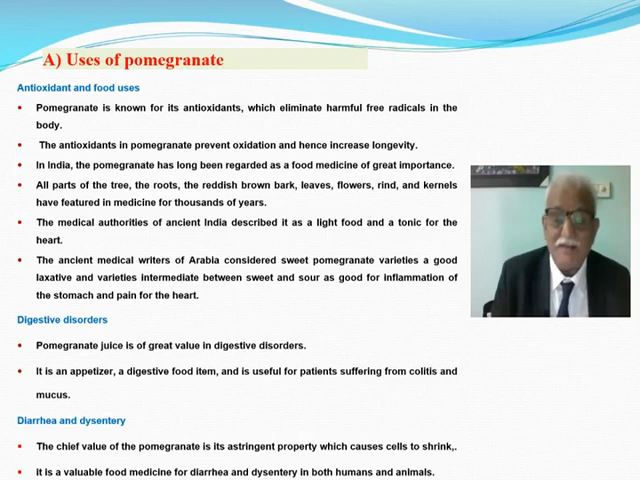 A) Uses of pomegranate
Antioxidant and food uses
• Pomegranate is known for its antioxidants, which eliminate harmful free radicals in the
body.
• The antioxidants in pomegranate prevent oxidation and hence increase longevity.
• In India, the pomegranate has long been regarded as a food medicine of great importance.
• All parts of the tree, the roots, the reddish brown bark, leaves, flowers, rind, and kernels
have featured in medicine for thousands of years.
• The medical authorities of ancient India described it as a light food and a tonic for the
heart.
• The ancient medical writers of Arabia considered sweet pomegranate varieties a good
laxative and varieties intermediate between sweet and sour as good for inflammation of
the stomach and pain for the heart.
Digestive disorders
• Pomegranate juice is of great value in digestive disorders.
• It is an appetizer, a digestive food item, and is useful for patients suffering from colitis and
mucus.
Diarrhea and dysentery
• The chief value of the pomegranate is its astringent property which causes cells to shrink,.
• it is a valuable food medicine for diarrhea and dysentery in both humans and animals.